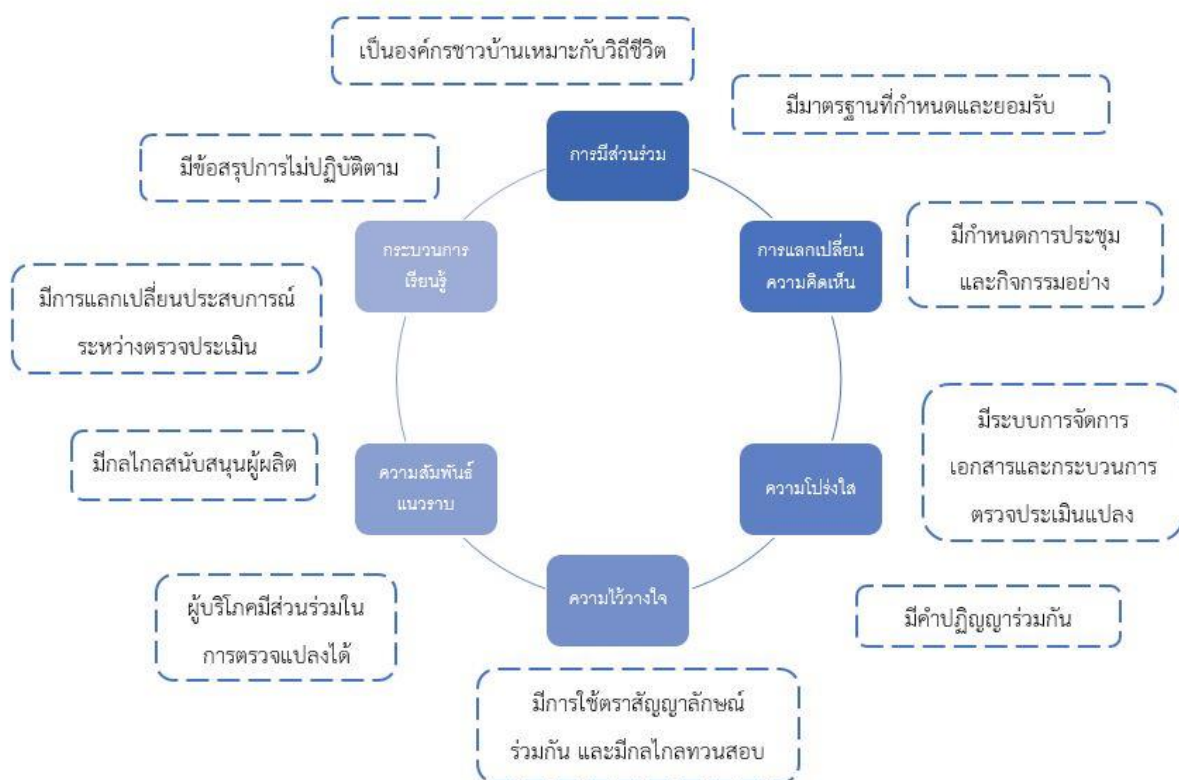 เป็นองค์กรชาวบ้านเหมาะกับวิถีชีวิต
มีมาตรฐานที่กำหนดและยอมรับ
การมีส่วนร่วม
มีข้อสรุปการไม่ปฏิบัติตาม
มีกำหนดการประชุม
และกิจกรรมอย่าง
กระบวนการ
เรียนรู้
การแลกเปลี่ยน
ความคิดเห็น
มีการแลกเปลี่ยนประสบการณ์
ระหว่างตรวจประเมิน
มีระบบการจัดการ
เอกสารและกระบวนการ
ตรวจประเมินแปลง
มีกลไกลสนับสนุนผู้ผลิต
ความสัมพันธ์
แนวราบ
ความโปร่งใส
ความไว้วางใจ
ผู้บริโภคมีส่วนร่วมใน
การตรวจแปลงได้
มีคำปฏิญญาร่วมกัน
มีการใช้ตราสัญญาลักษณ์
ร่วมกัน และมีกลไกลทวนสอบ